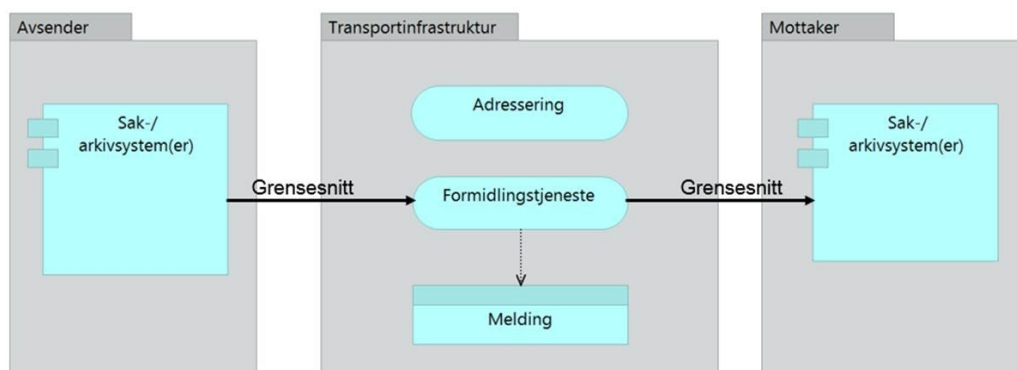 Avsender
Transportinfrastruktur
Mottaker
Sak-/
arkivsystem(er)
Adressering
Sak-/
arkivsystem(er)
Grensesnitt
Formidlingstjeneste
Grensesnitt
Melding